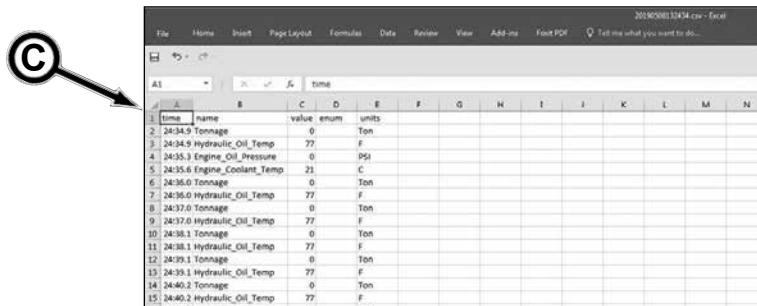 20190508132434.csv - Excel
File Home Insert Page Layout Formulas Data Review View Add-ins Foxit PDF Tell me what you want to do...
C
A1 fx time
A B C D E F G H I J K L M N
1 time name value enum units
2 24:34.9 Tonnage 0 Ton
3 24:34.9 Hydraulic_Oil_Temp 77 F
4 24:35.3 Engine_Oil_Pressure 0 PSI
5 24:35.6 Engine_Coolant_Temp 21 C
6 24:36.0 Tonnage 0 Ton
7 24:36.0 Hydraulic_Oil_Temp 77 F
8 24:37.0 Tonnage 0 Ton
9 24:37.0 Hydraulic_Oil_Temp 77 F
10 24:38.1 Tonnage 0 Ton
11 24:38.1 Hydraulic_Oil_Temp 77 F
12 24:39.1 Tonnage 0 Ton
13 24:39.1 Hydraulic_Oil_Temp 77 F
14 24:40.2 Tonnage 0 Ton
15 24:40.2 Hydraulic_Oil_Temp 77 F